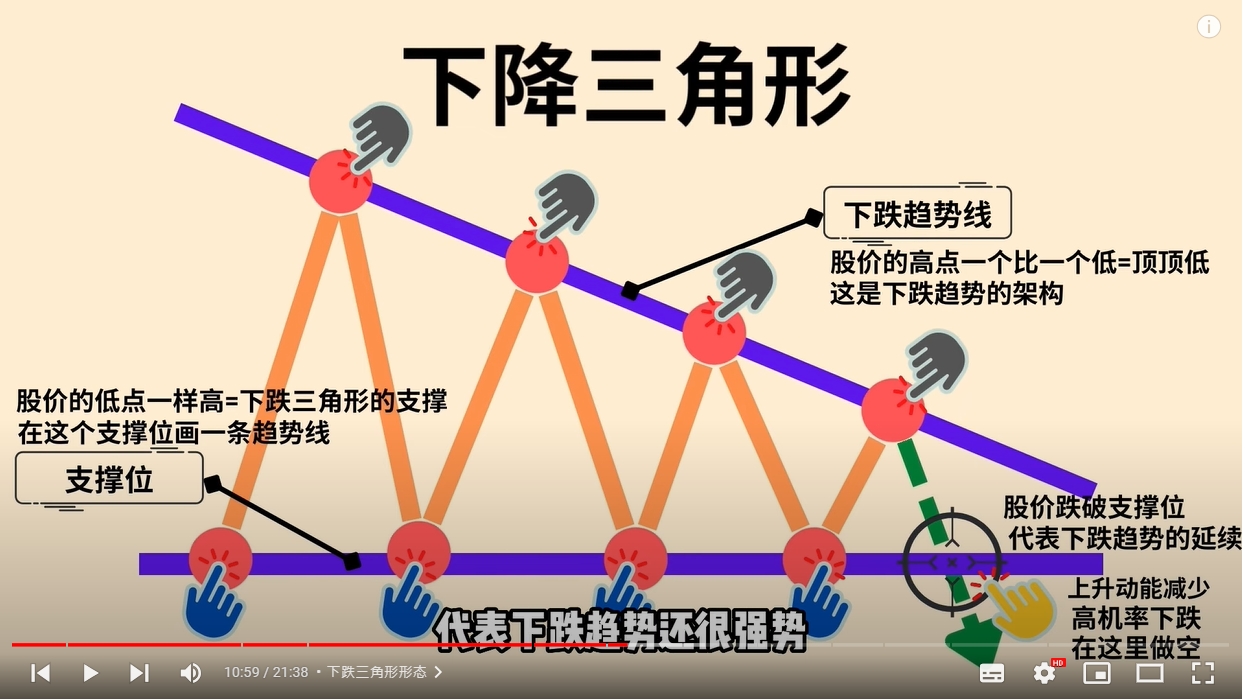 下降三角形
下跌趋势线
股价的高点一个比一个低=顶顶低
这是下跌趋势的架构
股价的低点一样高=下跌三角形的支撑
在这个支撑位画一条趋势线
支撑位
股价跌破支撑位
代表下跌趋势的延续
上升动能减少
高机率下跌
在这里做空
代表下跌趋势还很强势
10:59 / 21:38 • 下跌三角形形态
HD